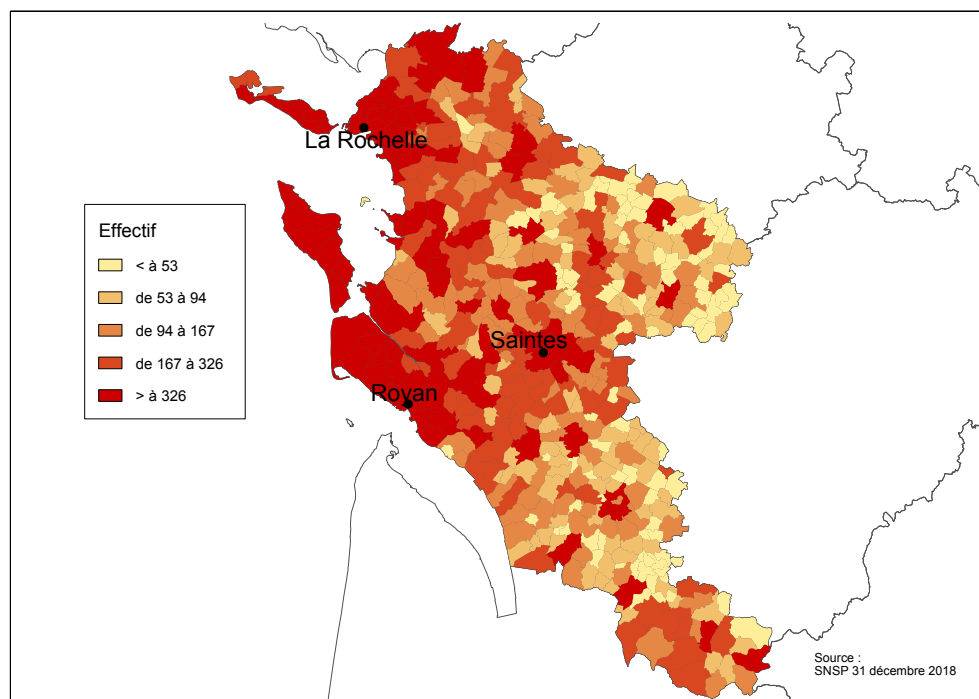 La Rochelle
Effectif
< à 53
de 53 à 94
de 94 à 167
de 167 à 326
> à 326
Saintes
Royan
Source :
SNSP 31 décembre 2018